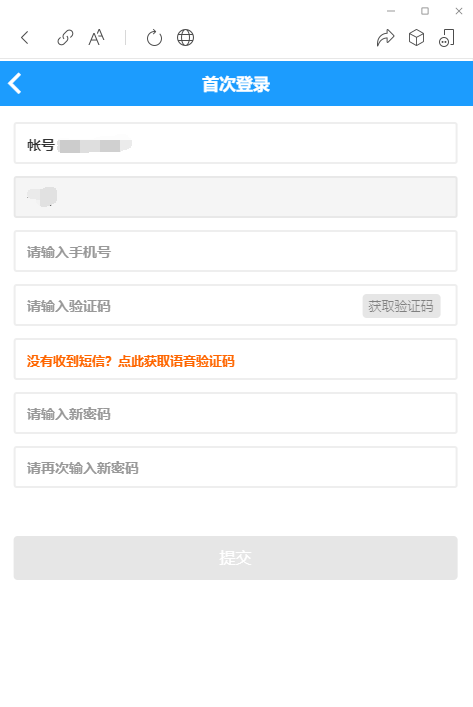 首次登录
帐号
请输入手机号
请输入验证码 获取验证码
没有收到短信？点此获取语音验证码
请输入新密码
请再次输入新密码
提交